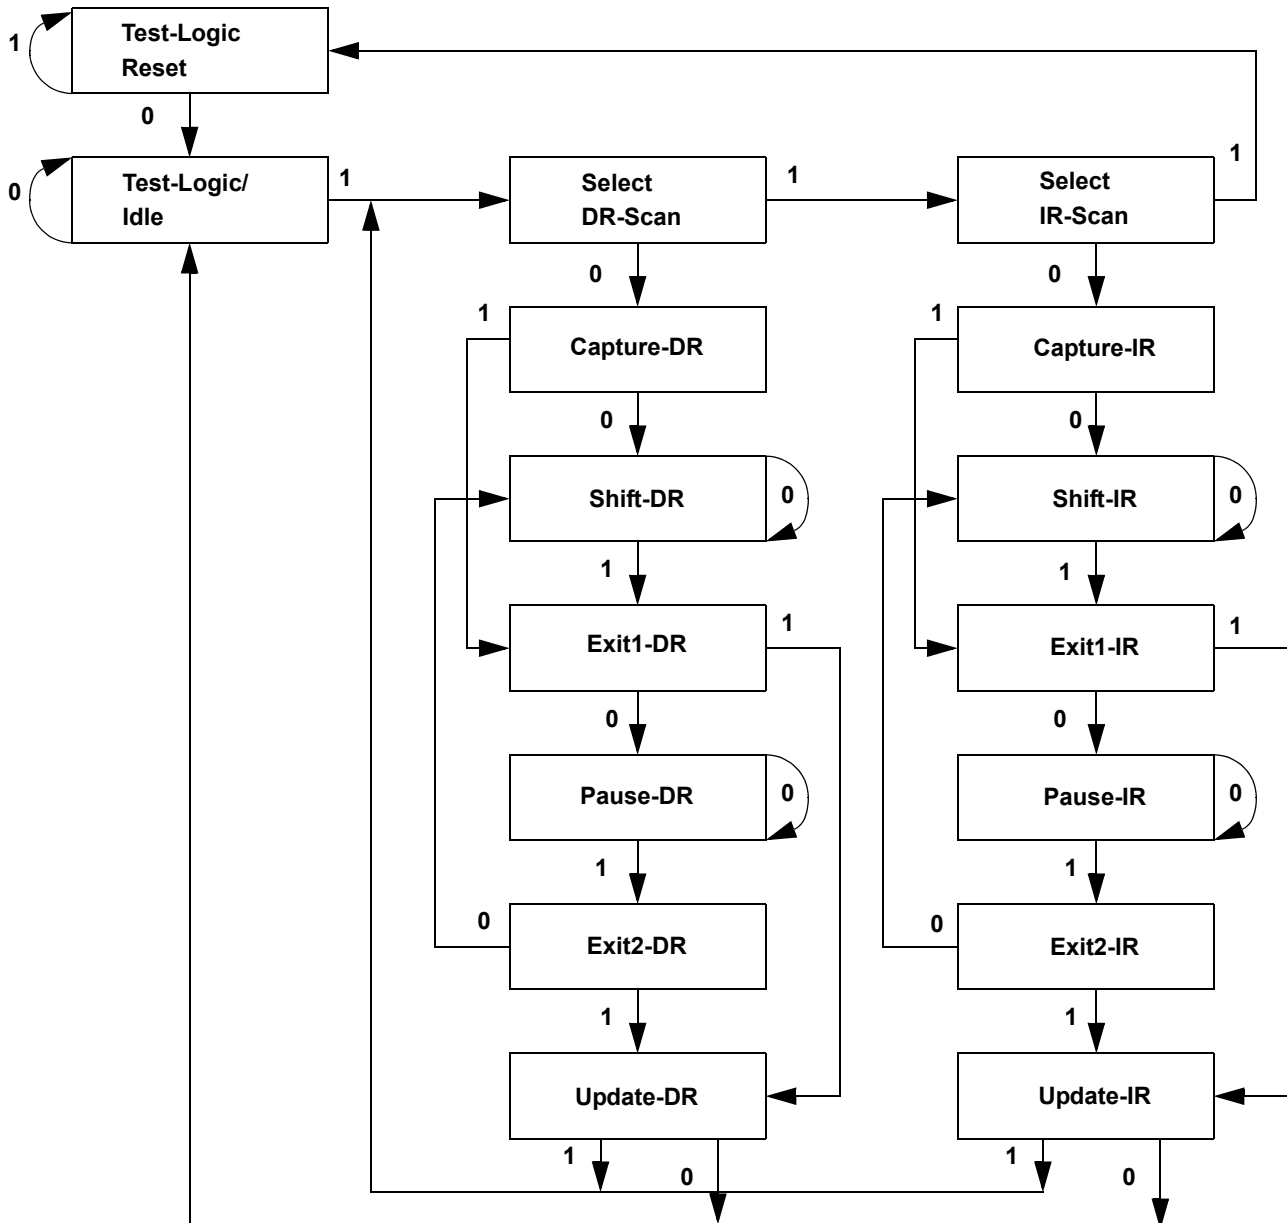 Test-Logic
Reset
1
0
Test-Logic/
Idle
0
1
Select
DR-Scan
1
Select
IR-Scan
1
0
0
1
Capture-DR
1
Capture-IR
0
0
Shift-DR
0
Shift-IR
0
1
1
Exit1-DR
1
Exit1-IR
1
0
0
Pause-DR
0
Pause-IR
0
1
1
0
Exit2-DR
0
Exit2-IR
1
1
Update-DR
Update-IR
1
0
1
0